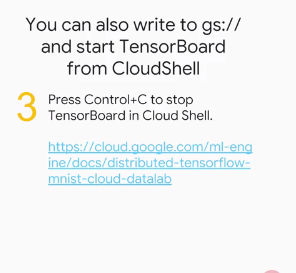 You can also write to gs://
and start TensorBoard
from CloudShell
3 Press Control+C to stop
TensorBoard in Cloud Shell.
https://cloud.google.com/ml-eng
ine/docs/distributed-tensorflow-
mnist-cloud-datalab